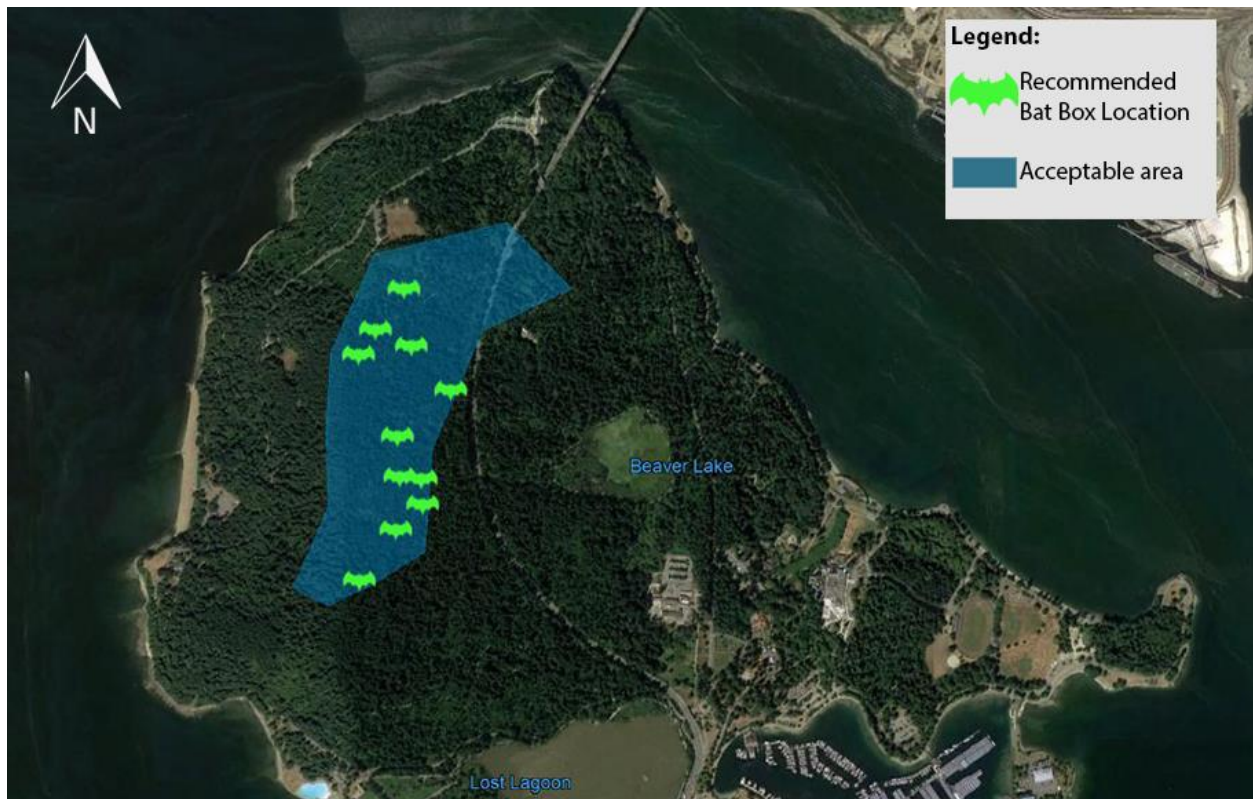 N
Legend:
Recommended
Bat Box Location
Acceptable area
Beaver Lake
Lost Lagoon